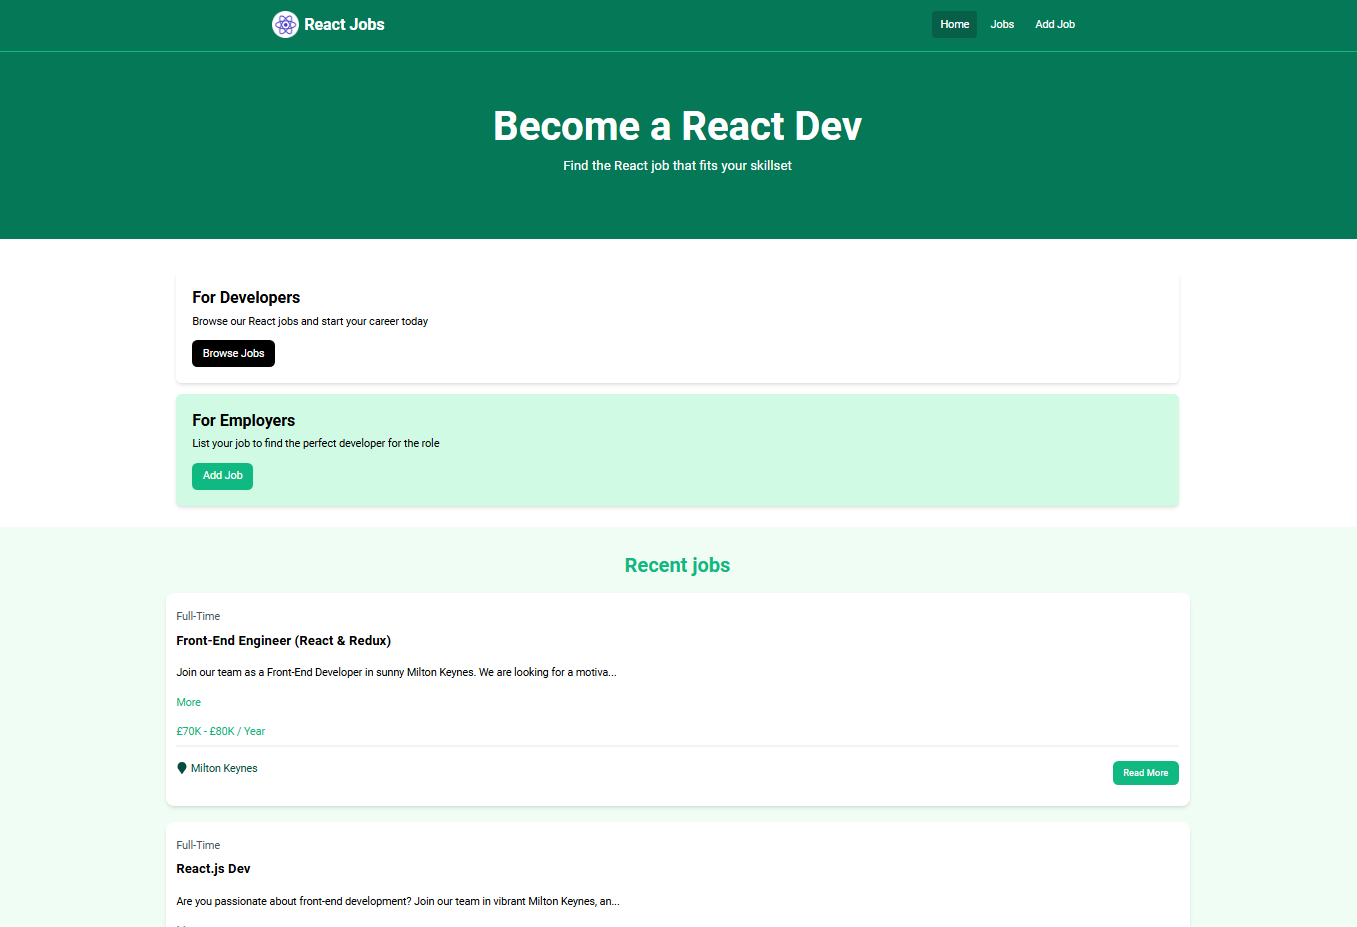 React Jobs
Home Jobs Add Job
Become a React Dev
Find the React job that fits your skillset
For Developers
Browse our React jobs and start your career today
Browse Jobs
For Employers
List your job to find the perfect developer for the role
Add Job
Recent jobs
Full-Time
Front-End Engineer (React & Redux)
Join our team as a Front-End Developer in sunny Milton Keynes. We are looking for a motiva...
More
£70K - £80K / Year
Milton Keynes
Read More
Full-Time
React.js Dev
Are you passionate about front-end development? Join our team in vibrant Milton Keynes, an...